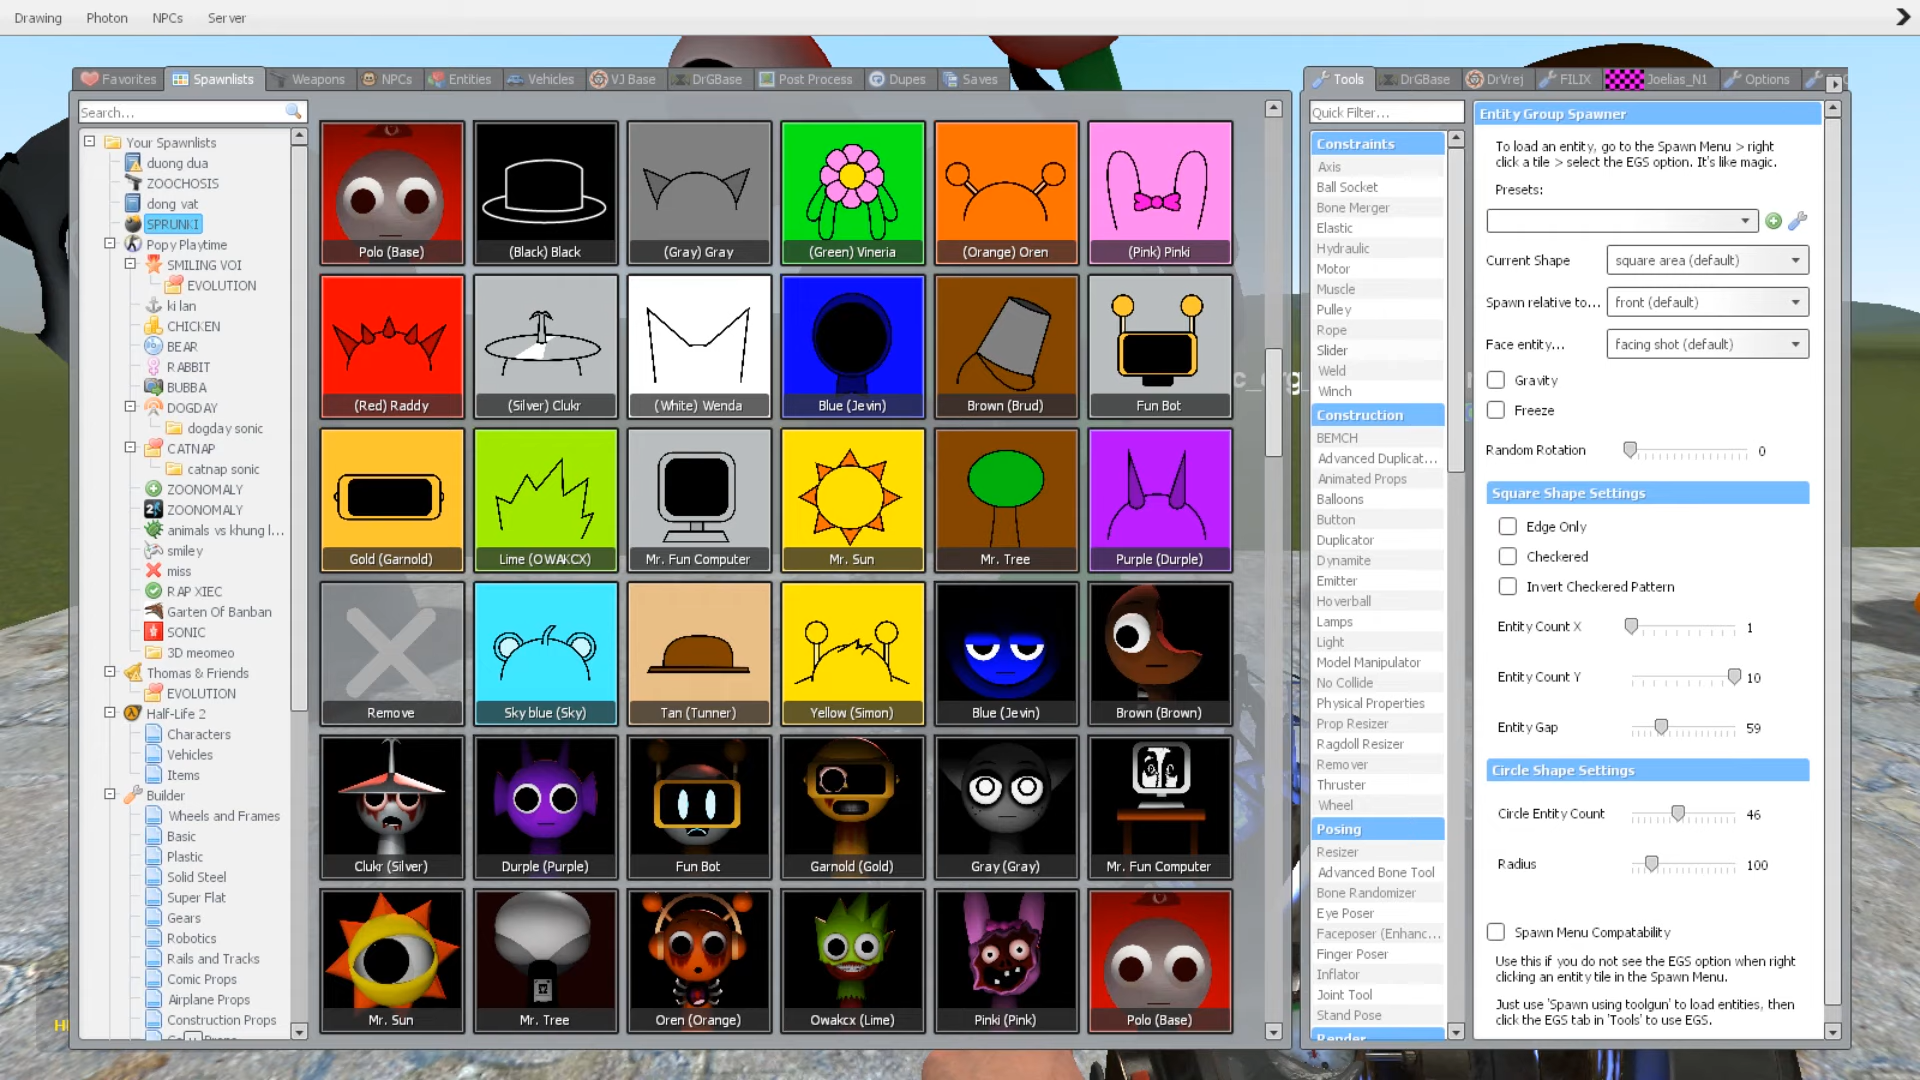 Drawing Photon NPCs Server
Favorites Spawnlists Weapons NPCs Entities Vehicles VJ Base DrGBase Post Process Dupes Saves
Search...
Your Spawnlists
duong dua
ZOOCHOSIS
dong vat
SPRUNKI
Popy Playtime
SMILING VOI
EVOLUTION
ki lan
CHICKEN
BEAR
RABBIT
BUBBA
DOGDAY
dogday sonic
CATNAP
catnap sonic
ZOONOMALY
ZOONOMALY
animals vs khung l...
smiley
miss
RAP XIEC
Garten Of Banban
SONIC
3D meomeo
Thomas & Friends
EVOLUTION
Half-Life 2
Characters
Vehicles
Items
Builder
Wheels and Frames
Basic
Plastic
Solid Steel
Super Flat
Gears
Robotics
Rails and Tracks
Comic Props
Airplane Props
Construction Props
Polo (Base) (Black) Black (Gray) Gray (Green) Vineria (Orange) Oren (Pink) Pinki
(Red) Raddy (Silver) Clukr (White) Wenda Blue (Jevin) Brown (Brud) Fun Bot
Gold (Garnold) Lime (OWAKCX) Mr. Fun Computer Mr. Sun Mr. Tree Purple (Durple)
Remove Sky blue (Sky) Tan (Tunner) Yellow (Simon) Blue (Jevin) Brown (Brown)
Clukr (Silver) Durple (Purple) Fun Bot Garnold (Gold) Gray (Gray) Mr. Fun Computer
Mr. Sun Mr. Tree Oren (Orange) Owakcx (Lime) Pinki (Pink) Polo (Base)
Tools DrGBase DrVrej FILIX Joelias_N1 Options
Quick Filter...
Constraints
Axis
Ball Socket
Bone Merger
Elastic
Hydraulic
Motor
Muscle
Pulley
Rope
Slider
Weld
Winch
Construction
BEMCH
Advanced Duplicat...
Animated Props
Balloons
Button
Duplicator
Dynamite
Emitter
Hoverball
Lamps
Light
Model Manipulator
No Collide
Physical Properties
Prop Resizer
Ragdoll Resizer
Remover
Thruster
Wheel
Posing
Resizer
Advanced Bone Tool
Bone Randomizer
Eye Poser
Faceposer (Enhanc...
Finger Poser
Inflator
Joint Tool
Stand Pose
Render
Entity Group Spawner
To load an entity, go to the Spawn Menu > right
click a tile > select the EGS option. It's like magic.
Presets:
Current Shape square area (default)
Spawn relative to... front (default)
Face entity... facing shot (default)
Gravity
Freeze
Random Rotation 0
Square Shape Settings
Edge Only
Checkered
Invert Checkered Pattern
Entity Count X 1
Entity Count Y 10
Entity Gap 59
Circle Shape Settings
Circle Entity Count 46
Radius 100
Spawn Menu Compatability
Use this if you do not see the EGS option when right
clicking an entity tile in the Spawn Menu.
Just use 'Spawn using toolgun' to load entities, then
click the EGS tab in 'Tools' to use EGS.